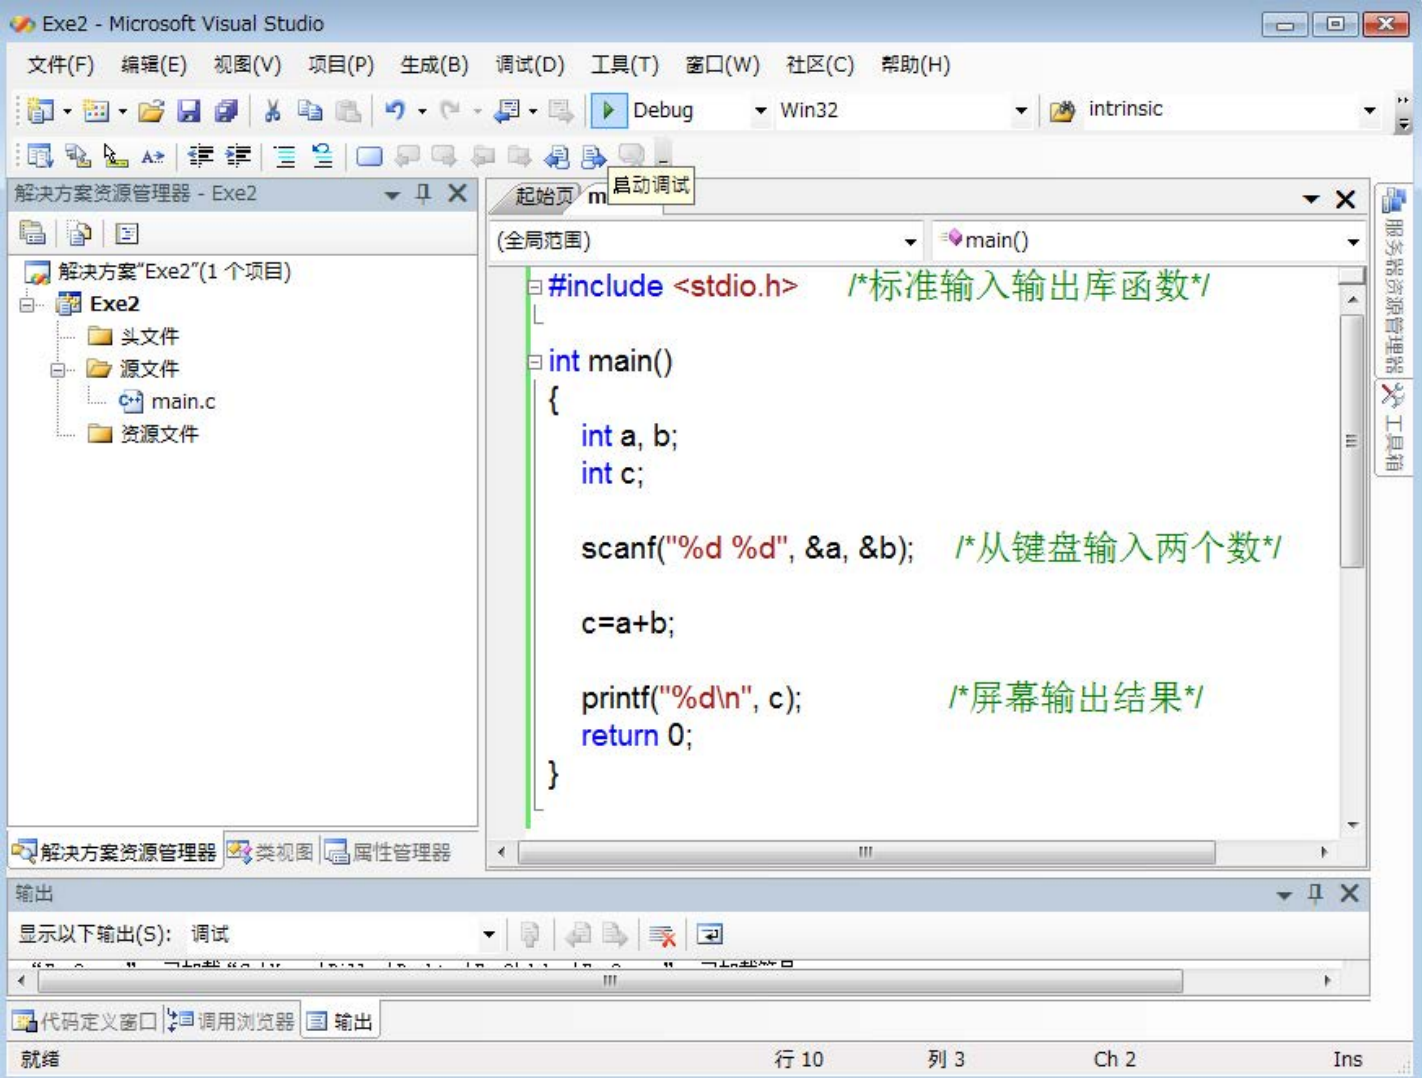 Exe2 - Microsoft Visual Studio
文件(F) 编辑(E) 视图(V) 项目(P) 生成(B) 调试(D) 工具(T) 窗口(W) 社区(C) 帮助(H)
Debug Win32 intrinsic
启动调试
解决方案资源管理器 - Exe2
解决方案"Exe2"(1 个项目)
Exe2
头文件
源文件
main.c
资源文件
解决方案资源管理器 类视图 属性管理器
起始页 m
(全局范围) main()
#include <stdio.h> /*标准输入输出库函数*/
int main()
{
int a, b;
int c;
scanf("%d %d", &a, &b); /*从键盘输入两个数*/
c=a+b;
printf("%d\n", c); /*屏幕输出结果*/
return 0;
}
服务器资源管理器
工具箱
输出
显示以下输出(S): 调试
代码定义窗口 调用浏览器 输出
就绪 行 10 列 3 Ch 2 Ins